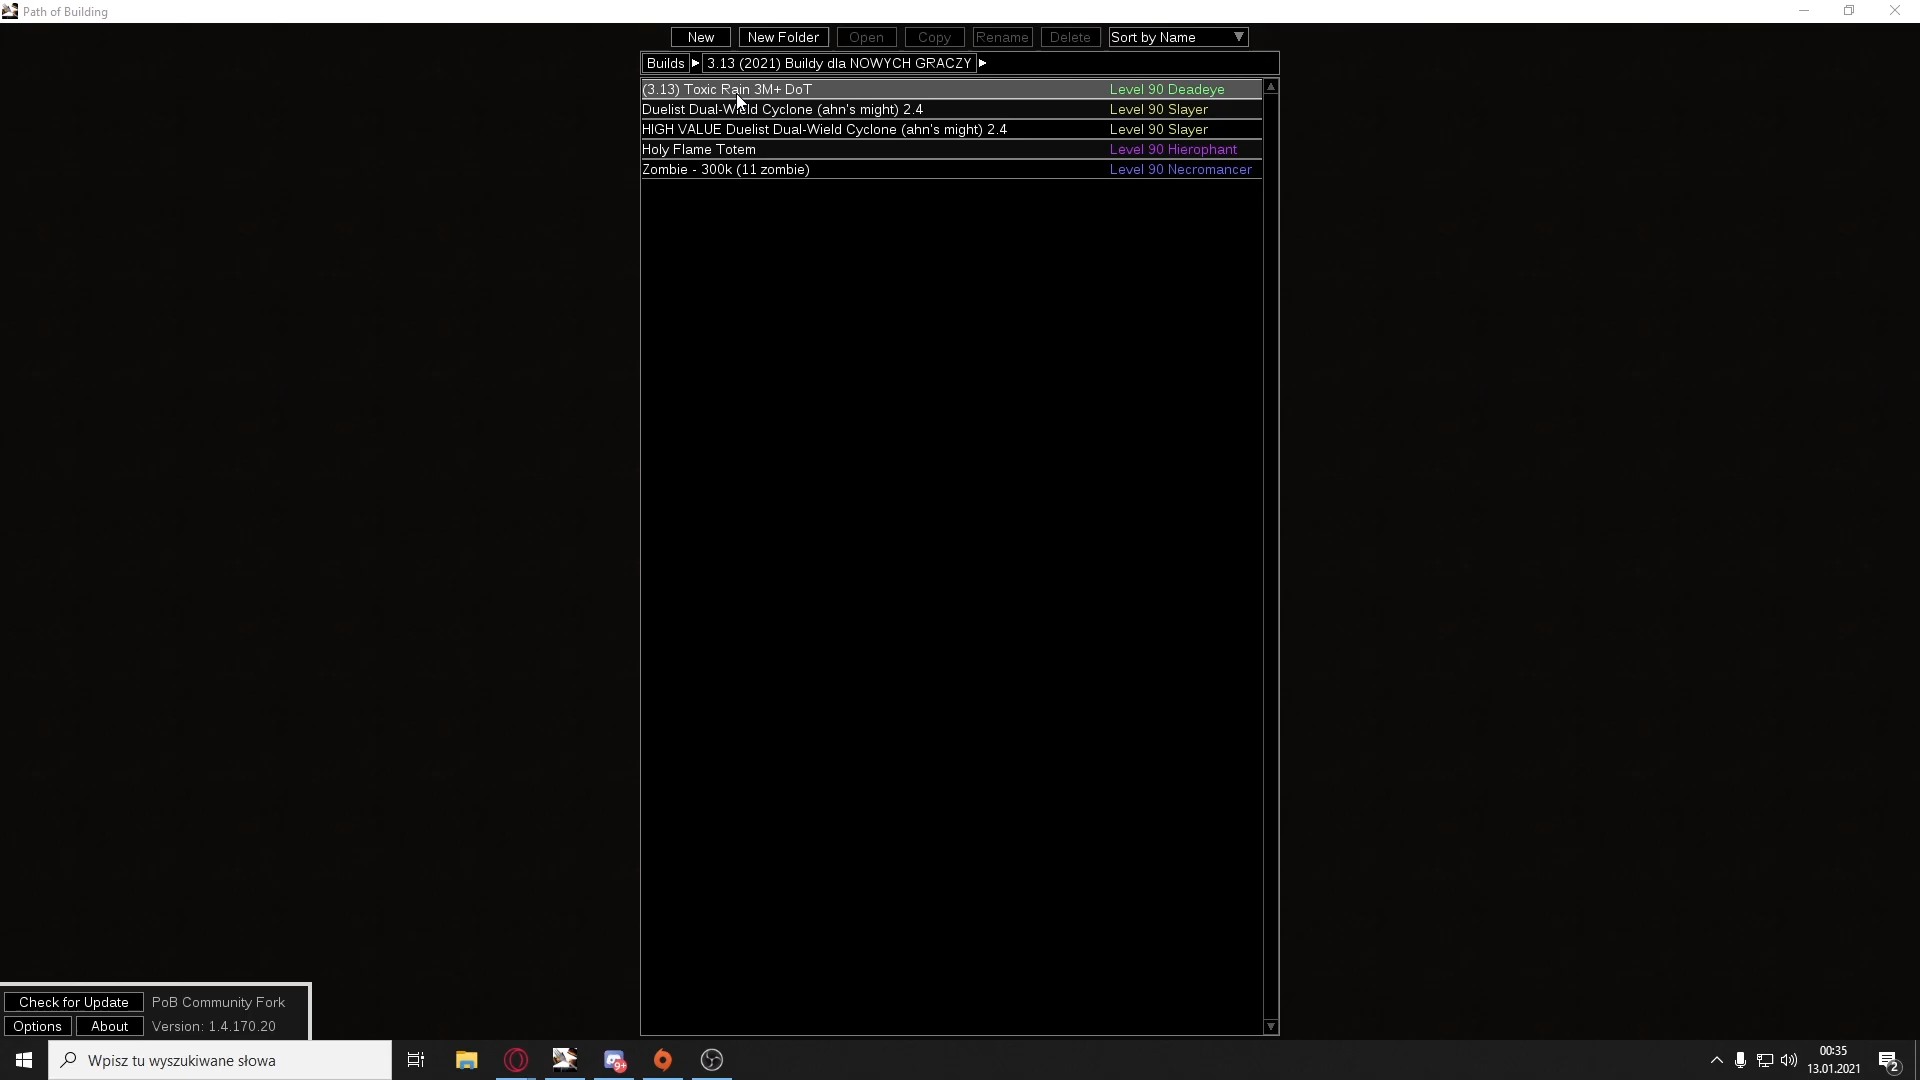 Path of Building
New New Folder Open Copy Rename Delete Sort by Name
Builds 3.13 (2021) Buildy dla NOWYCH GRACZY
(3.13) Toxic Rain 3M+ DoT Level 90 Deadeye
Duelist Dual-Wield Cyclone (ahn's might) 2.4 Level 90 Slayer
HIGH VALUE Duelist Dual-Wield Cyclone (ahn's might) 2.4 Level 90 Slayer
Holy Flame Totem Level 90 Hierophant
Zombie - 300k (11 zombie) Level 90 Necromancer
Check for Update PoB Community Fork
Options About Version: 1.4.170.20
Wpisz tu wyszukiwane słowa
9+
00:35
13.01.2021
2